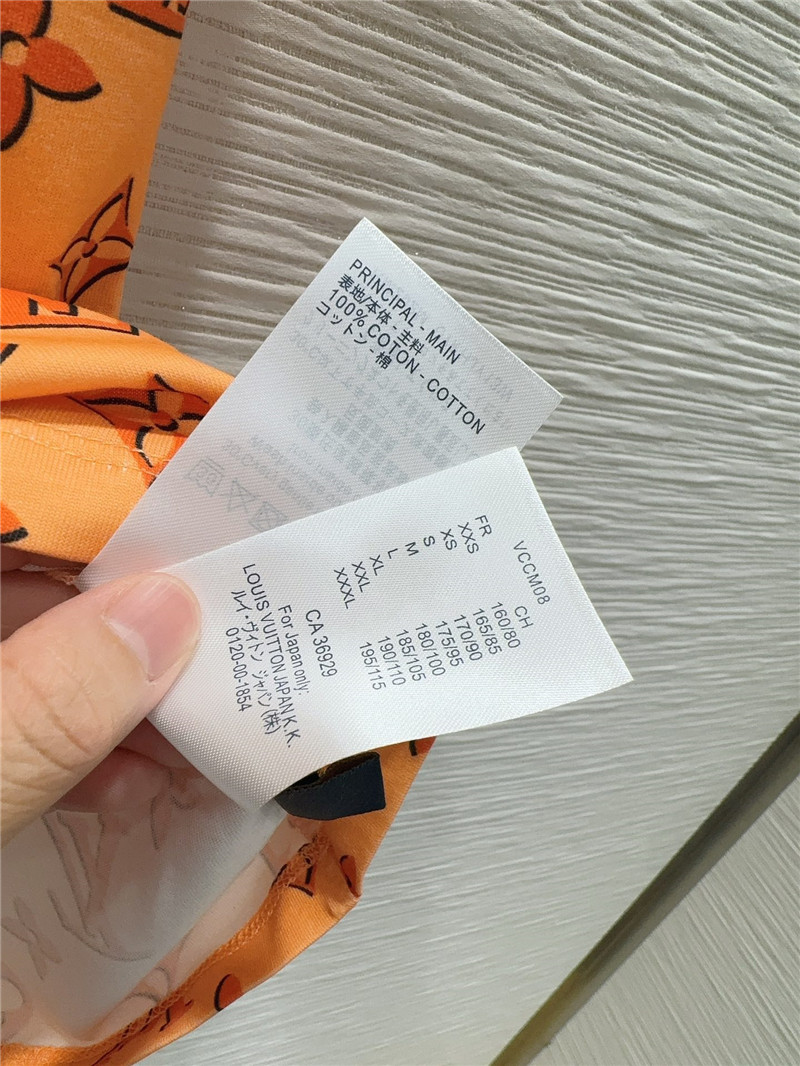 PRINCIPAL - MAIN
表地/本体 - 主料
100% COTON - COTTON
コットン - 棉
VCCM08
FR CH
XXS 160/80
XS 165/85
S 170/90
M 175/95
L 180/100
XL 185/105
XXL 190/110
XXXL 195/115
CA 36929
For Japan only:
LOUIS VUITTON JAPAN K.K.
ルイ・ヴィトン ジャパン(株)
0120-00-1854